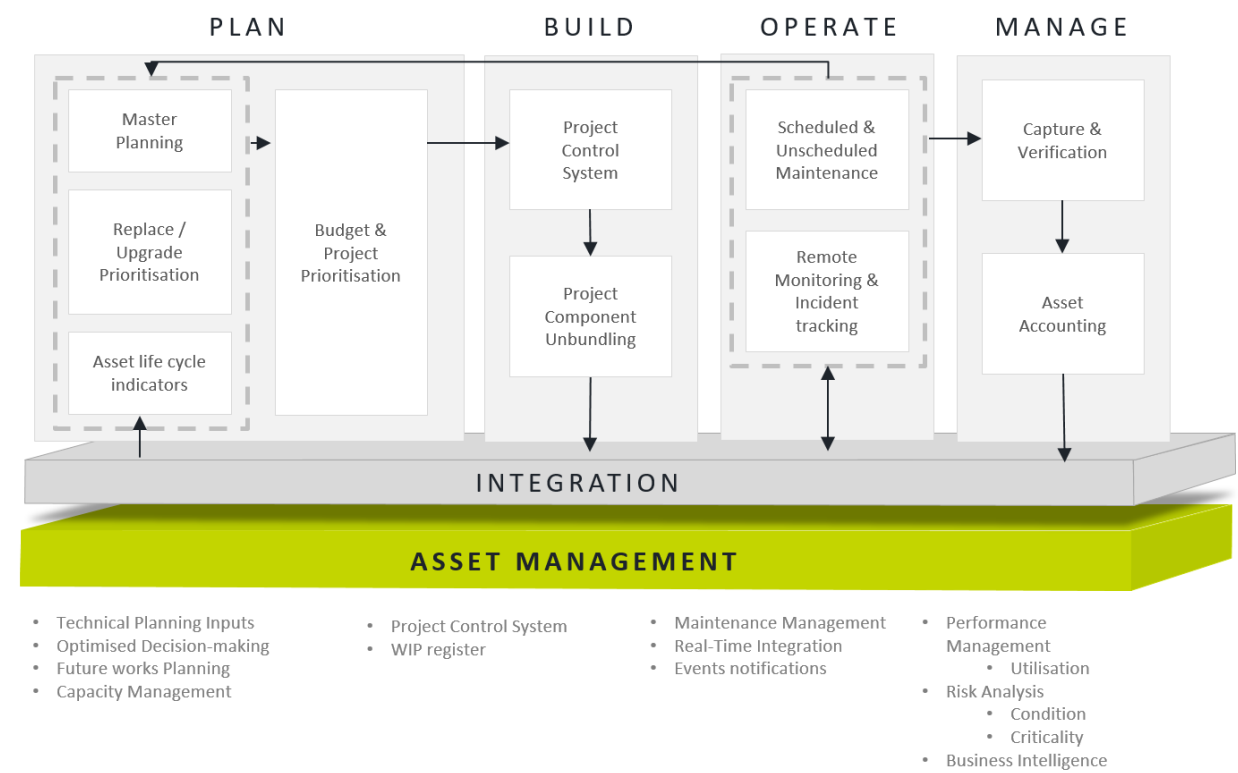 PLAN
BUILD
OPERATE
MANAGE
Master
Planning
Replace /
Upgrade
Prioritisation
Asset life cycle
indicators
Budget &
Project
Prioritisation
Project
Control
System
Project
Component
Unbundling
Scheduled &
Unscheduled
Maintenance
Remote
Monitoring &
Incident
tracking
Capture &
Verification
Asset
Accounting
INTEGRATION
ASSET MANAGEMENT
• Technical Planning Inputs
• Optimised Decision-making
• Future works Planning
• Capacity Management
• Project Control System
• WIP register
• Maintenance Management
• Real-Time Integration
• Events notifications
• Performance
Management
• Utilisation
• Risk Analysis
• Condition
• Criticality
• Business Intelligence